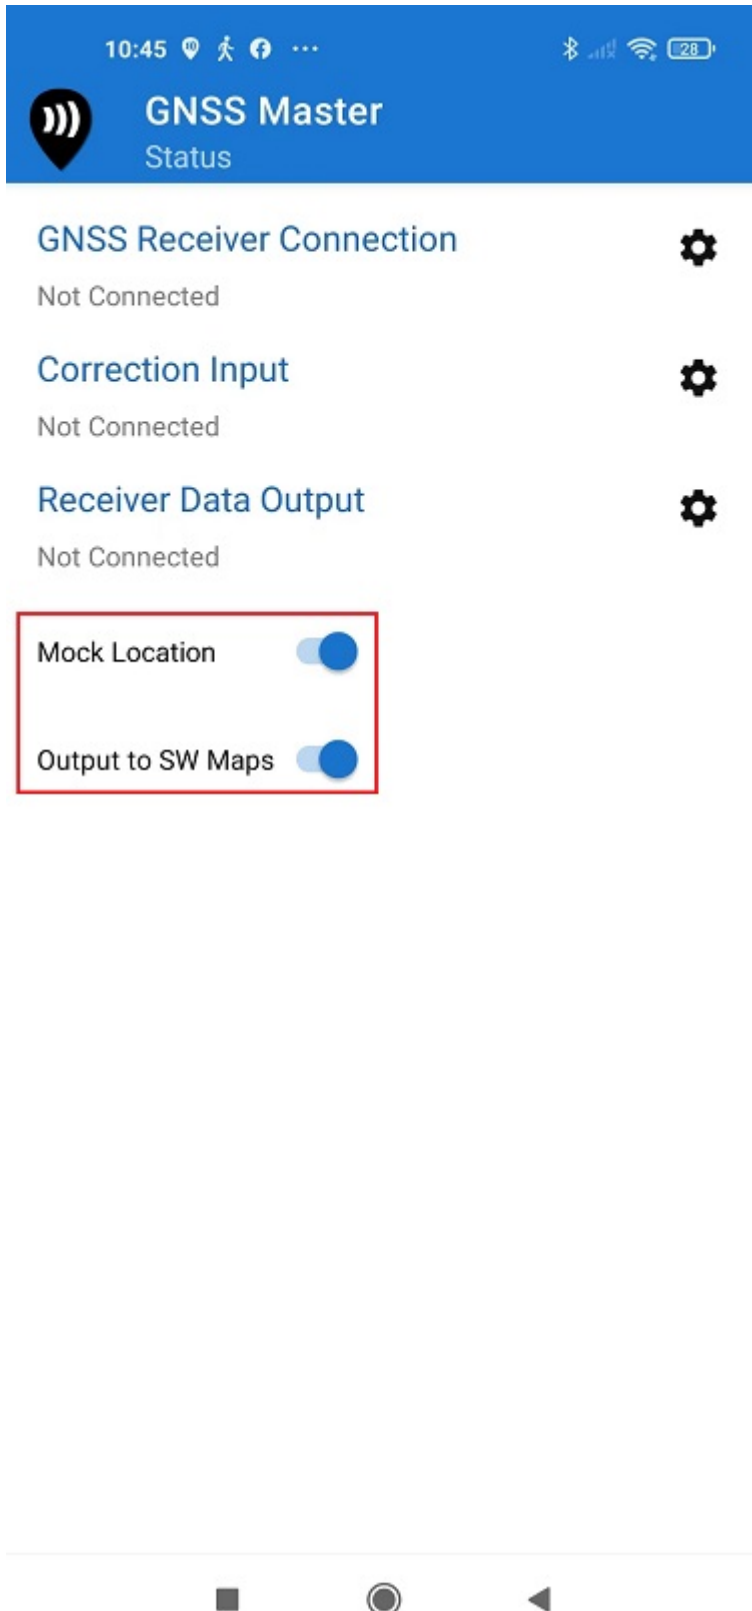 10:45
28
GNSS Master
Status
GNSS Receiver Connection
Not Connected
Correction Input
Not Connected
Receiver Data Output
Not Connected
Mock Location
Output to SW Maps